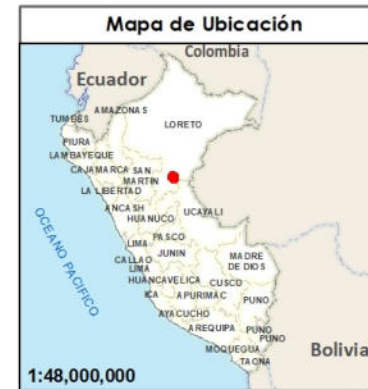 Mapa de Ubicación
Colombia
Ecuador
AMAZONAS
TUMBES
LORETO
PIURA
LAMBAYEQUE
CAJAMARCA
SAN
MARTIN
LA LIBERTAD
ANCASH
HUANUCO
UCAYALI
PASCO
LIMA
JUNIN
CALLAO
LIMA
MADRE
DE DIOS
HUANCAVELICA
CUSCO
ICA
APURIMAC
PUNO
AYACUCHO
AREQUIPA
PUNO
PUNO
MOQUEGUA
TACNA
OCEANO PACIFICO
Bolivia
1:48,000,000